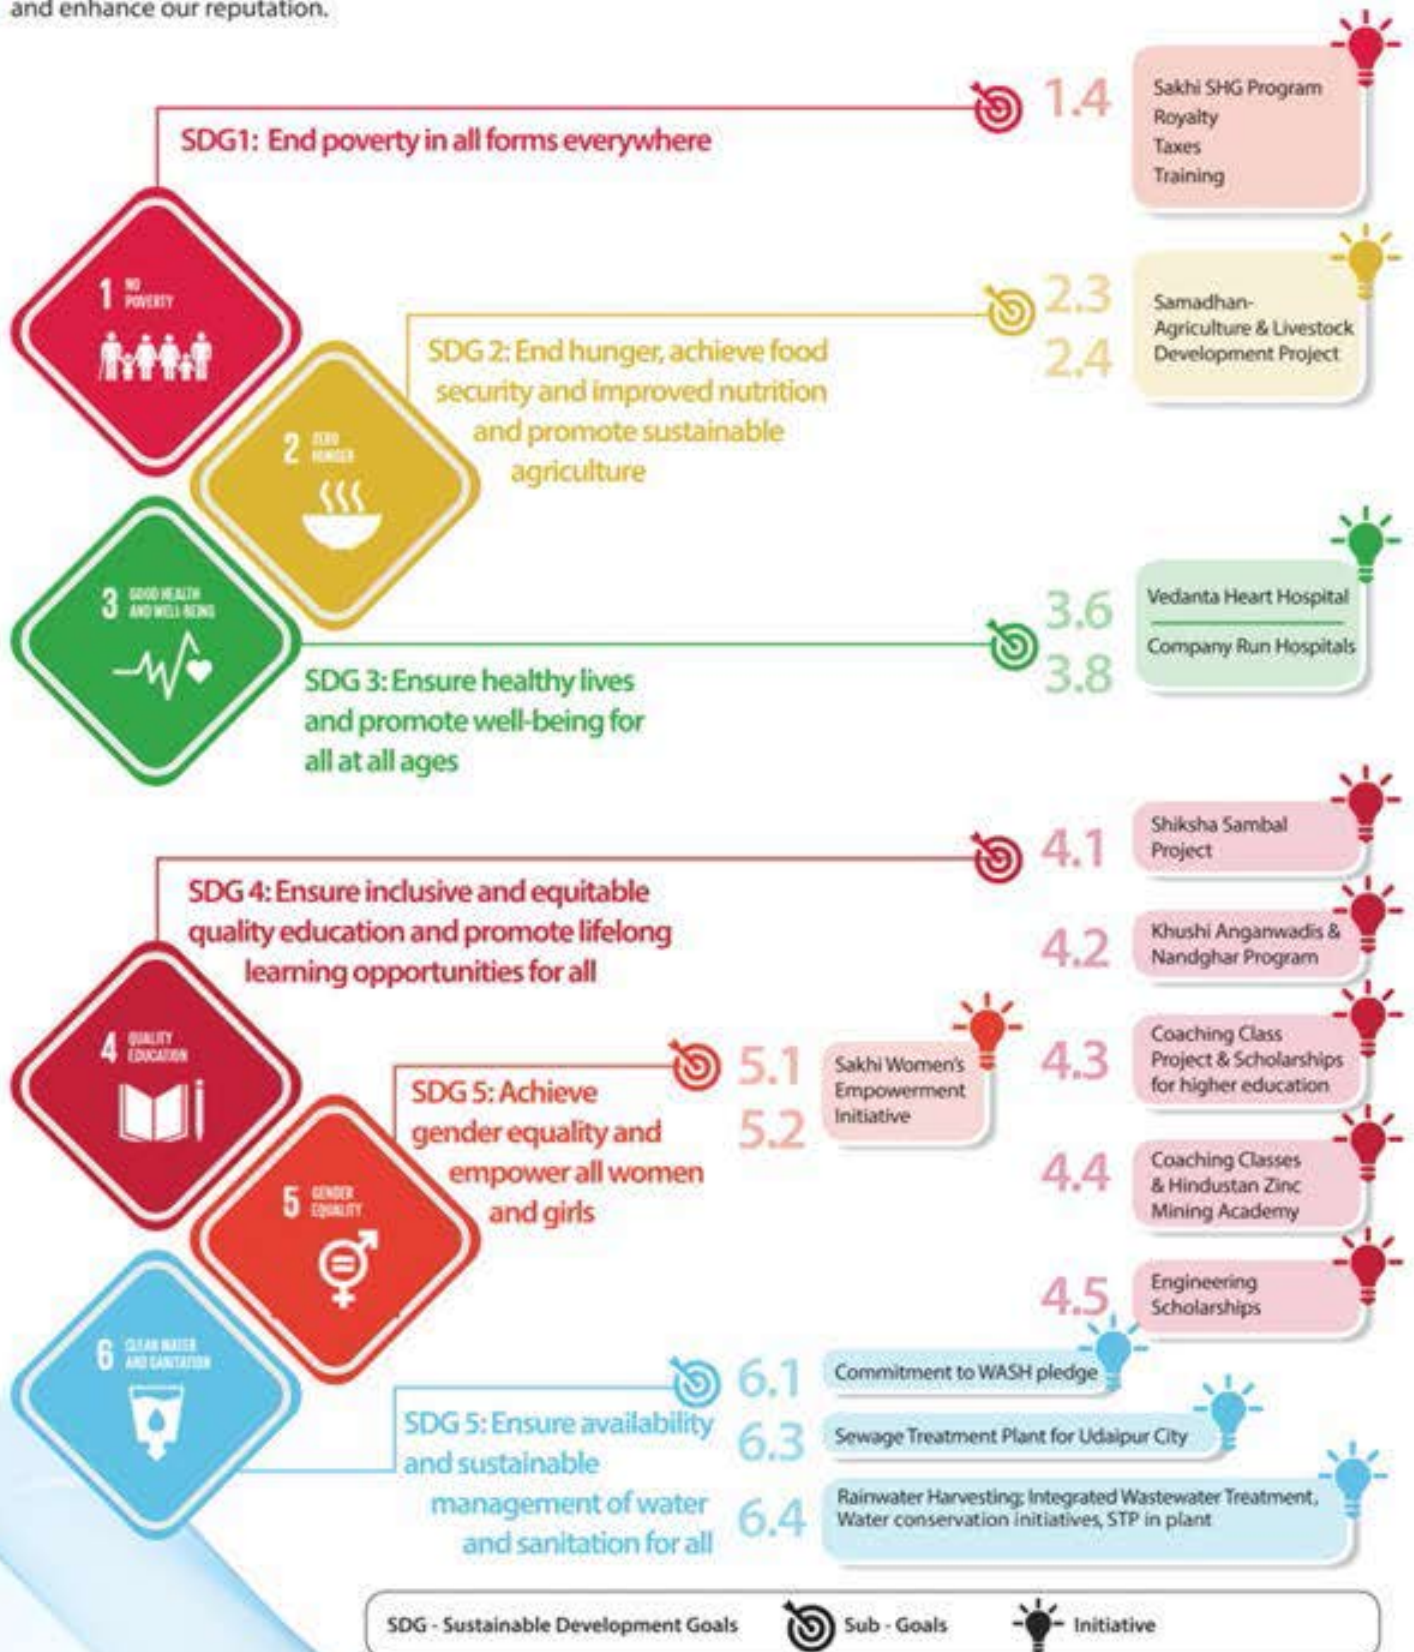 and enhance our reputation.
1.4
Sakhi SHG Program
Royalty
Taxes
Training
SDG1: End poverty in all forms everywhere
1 NO
POVERTY
2.3
2.4
Samadhan-
Agriculture & Livestock
Development Project
SDG 2: End hunger, achieve food
security and improved nutrition
and promote sustainable
agriculture
2 ZERO
HUNGER
3 GOOD HEALTH
AND WELL-BEING
3.6
3.8
Vedanta Heart Hospital
Company Run Hospitals
SDG 3: Ensure healthy lives
and promote well-being for
all at all ages
4.1
Shiksha Sambal
Project
SDG 4: Ensure inclusive and equitable
quality education and promote lifelong
learning opportunities for all
4.2
Khushi Anganwadis &
Nandghar Program
4 QUALITY
EDUCATION
4.3
Coaching Class
Project & Scholarships
for higher education
5.1
5.2
Sakhi Women's
Empowerment
Initiative
SDG 5: Achieve
gender equality and
empower all women
and girls
4.4
Coaching Classes
& Hindustan Zinc
Mining Academy
5 GENDER
EQUALITY
4.5
Engineering
Scholarships
6 CLEAN WATER
AND SANITATION
6.1
Commitment to WASH pledge
SDG 5: Ensure availability
and sustainable
management of water
and sanitation for all
6.3
Sewage Treatment Plant for Udaipur City
6.4
Rainwater Harvesting; Integrated Wastewater Treatment,
Water conservation initiatives, STP in plant
SDG - Sustainable Development Goals Sub - Goals Initiative